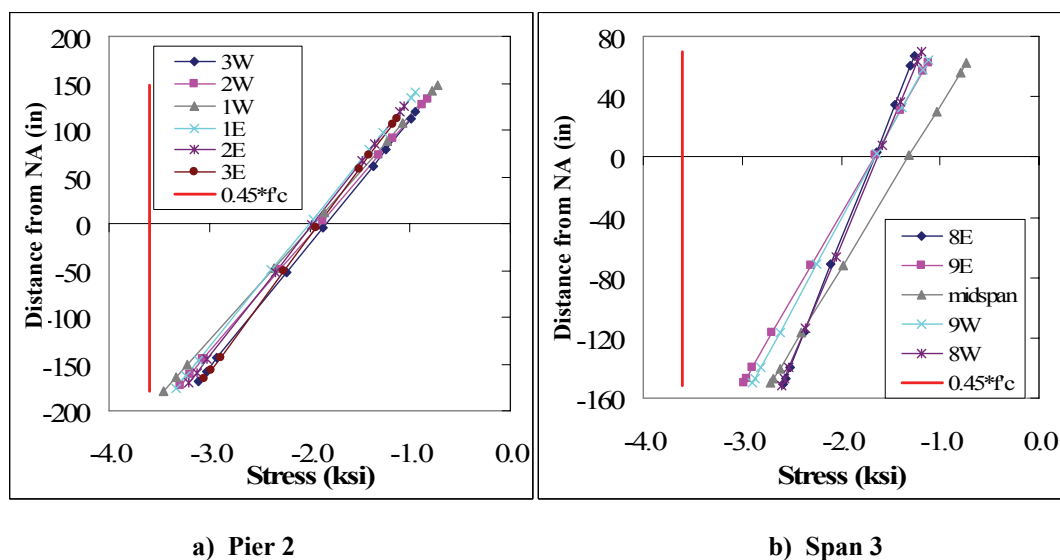 200
150
100
50
0
-50
-100
-150
-200
Distance from NA (in)
3W
2W
1W
1E
2E
3E
0.45*f'c
-4.0 -3.0 -2.0 -1.0 0.0
Stress (ksi)
80
40
0
-40
-80
-120
-160
Distance from NA (in)
8E
9E
midspan
9W
8W
0.45*f'c
-4.0 -3.0 -2.0 -1.0 0.0
Stress (ksi)
a) Pier 2
b) Span 3